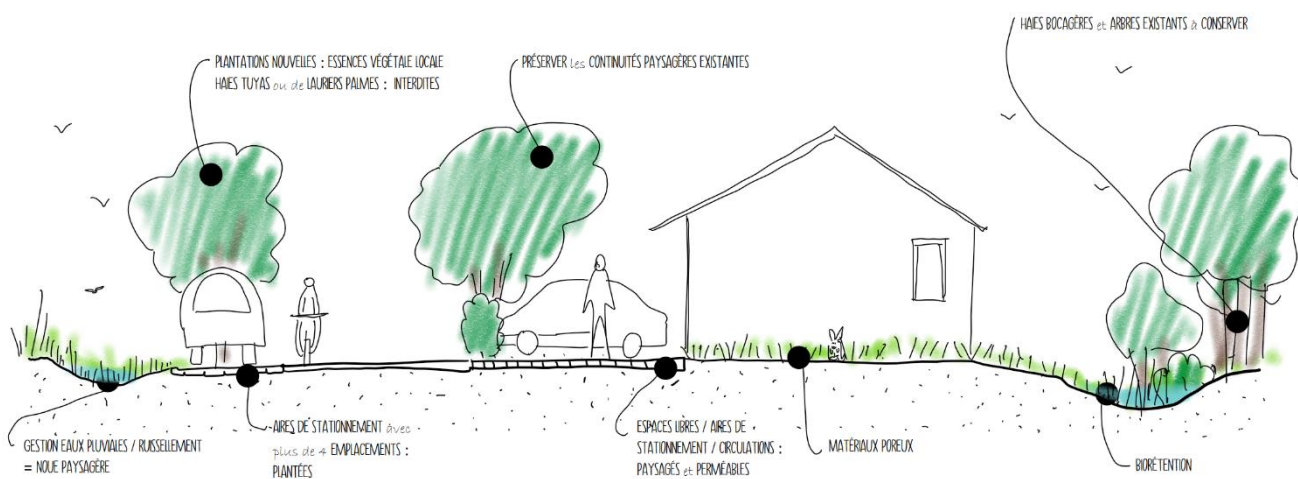 HAIES BOCAGÈRES et ARBRES EXISTANTS à CONSERVER
PLANTATIONS NOUVELLES : ESSENCES VÉGÉTALE LOCALE
HAIES TUYAS ou de LAURIERS PALMES : INTERDITES
PRÉSERVER les CONTINUITÉS PAYSAGÈRES EXISTANTES
GESTION EAUX PLUVIALES / RUISSELLEMENT
= NOUE PAYSAGÈRE
AIRES DE STATIONNEMENT avec
plus de 4 EMPLACEMENTS :
PLANTÉES
ESPACES LIBRES / AIRES DE
STATIONNEMENT / CIRCULATIONS :
PAYSAGÉS et PERMÉABLES
MATÉRIAUX POREUX
BIORÉTENTION